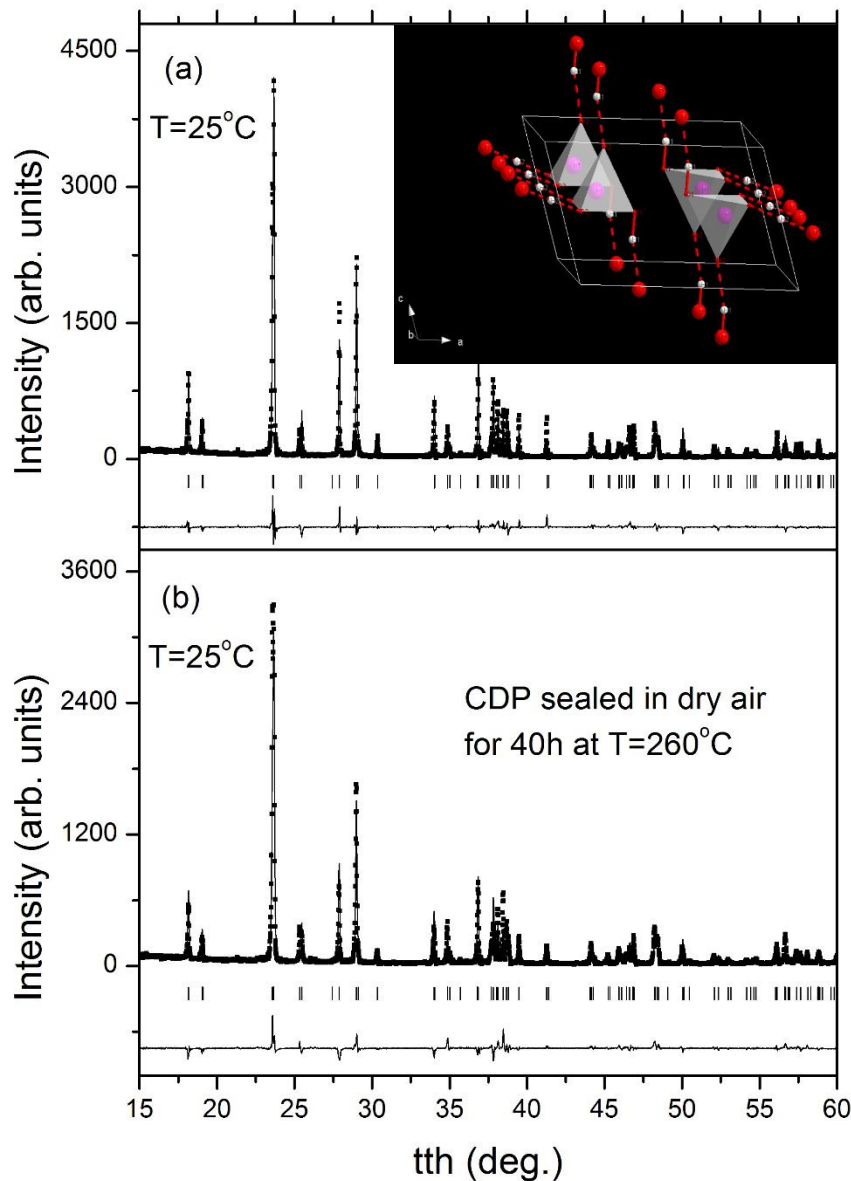 (a)
T=25°C
4500
3000
1500
0
Intensity (arb. units)
c
b
a
(b)
T=25°C
CDP sealed in dry air
for 40h at T=260°C
3600
2400
1200
0
Intensity (arb. units)
15 20 25 30 35 40 45 50 55 60
tth (deg.)